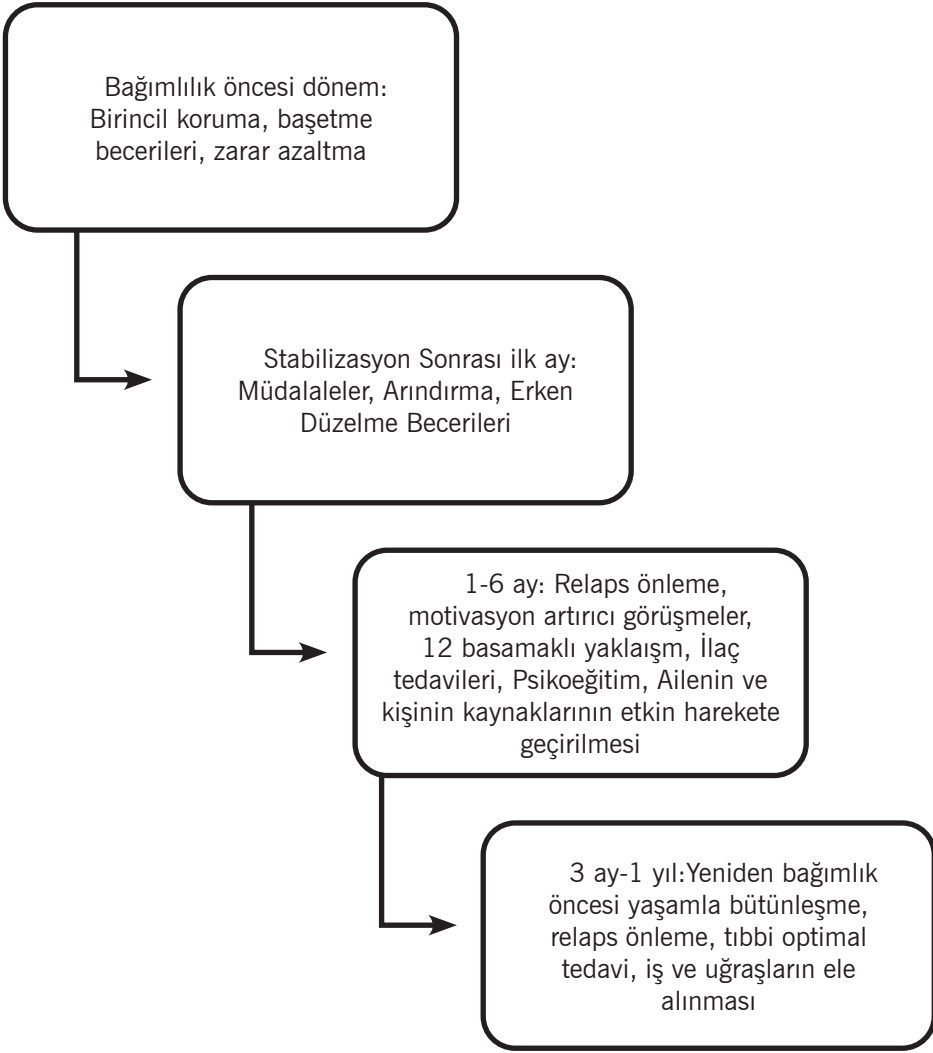 Bağımlılık öncesi dönem:
Birincil koruma, başetme
becerileri, zarar azaltma
Stabilizasyon Sonrası ilk ay:
Müdalaleler, Arındırma, Erken
Düzelme Becerileri
1-6 ay: Relaps önleme,
motivasyon artırıcı görüşmeler,
12 basamaklı yaklaışm, İlaç
tedavileri, Psikoeğitim, Ailenin ve
kişinin kaynaklarının etkin harekete
geçirilmesi
3 ay-1 yıl:Yeniden bağımlık
öncesi yaşamla bütünleşme,
relaps önleme, tıbbi optimal
tedavi, iş ve uğraşların ele
alınması